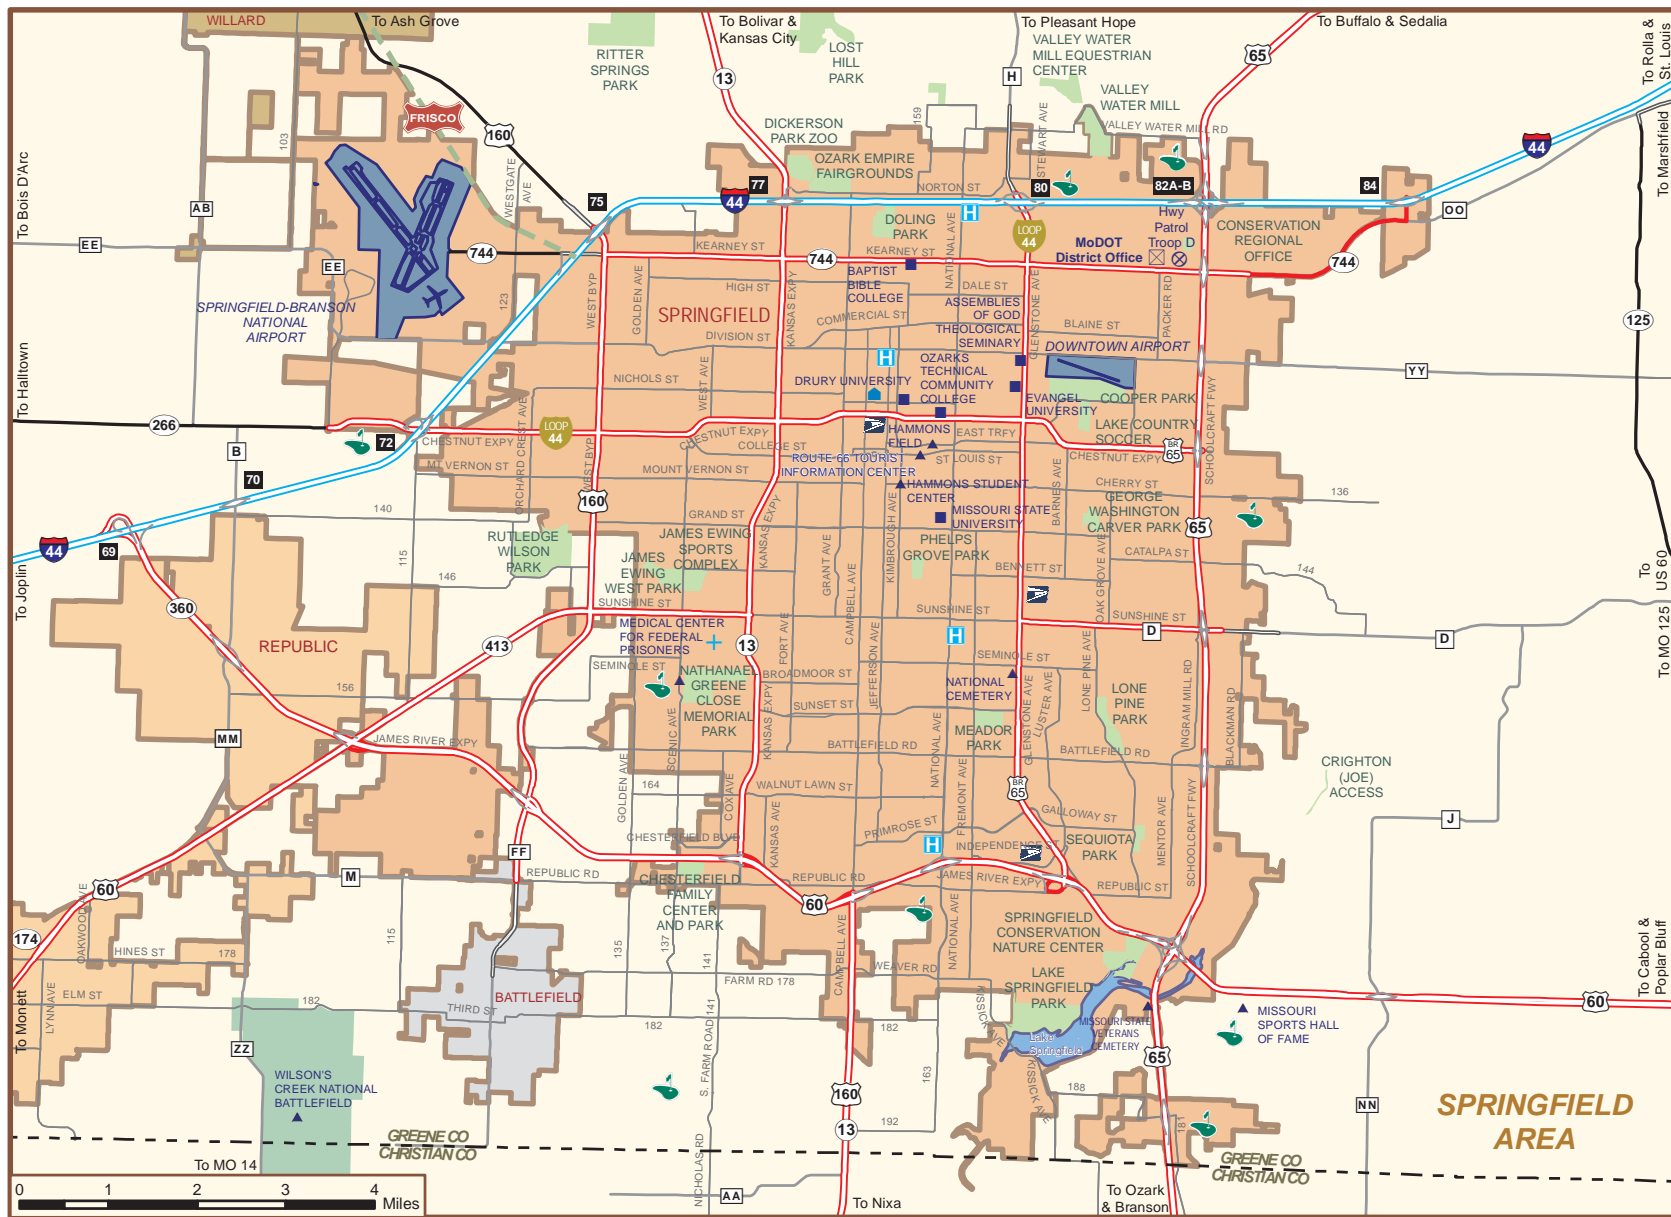 WILLARD
To Ash Grove
To Bolivar &
Kansas City
To Pleasant Hope
To Buffalo & Sedalia
To Rolla &
St. Louis
RITTER
SPRINGS
PARK
LOST
HILL
PARK
VALLEY WATER
MILL EQUESTRIAN
CENTER
VALLEY
WATER MILL
VALLEY WATER MILL RD
13
65
H
159
STEWART AVE
FRISCO
160
103
WESTGATE
AVE
DICKERSON
PARK ZOO
OZARK EMPIRE
FAIRGROUNDS
NORTON ST
44
125
To Marshfield
To Bois D'Arc
AB
EE
EE
75
77
44
80
82A-B
84
OO
H
DOLING
PARK
LOOP
44
Hwy
Patrol
Troop D
MoDOT
District Office
CONSERVATION
REGIONAL
OFFICE
744
744
744
KEARNEY ST
KEARNEY ST
NATIONAL AVE
BAPTIST
BIBLE
COLLEGE
SPRINGFIELD-BRANSON
NATIONAL
AIRPORT
123
WEST BYP
GOLDEN AVE
HIGH ST
KANSAS EXPY
SPRINGFIELD
DALE ST
COMMERCIAL ST
DIVISION ST
ASSEMBLIES
OF GOD
THEOLOGICAL
SEMINARY
GLENSTONE AVE
BLAINE ST
PACKER RD
DOWNTOWN AIRPORT
To Halltown
NICHOLS ST
WEST AVE
H
DRURY UNIVERSITY
OZARKS
TECHNICAL
COMMUNITY
COLLEGE
EVANGEL
UNIVERSITY
COOPER PARK
YY
SCHOOLCRAFT FWY
266
72
LOOP
44
ORCHARD CREST AVE
CHESTNUT EXPY
CHESTNUT EXPY
COLLEGE ST
HAMMONS
FIELD
EAST TRFY
LAKE COUNTRY
SOCCER
CHESTNUT EXPY
BR
65
B
70
MT VERNON ST
WEST BYP
MOUNT VERNON ST
ROUTE 66 TOURIST
INFORMATION CENTER
ST LOUIS ST
HAMMONS STUDENT
CENTER
BARNES AVE
CHERRY ST
136
140
160
GRAND ST
KIMBROUGH AVE
MISSOURI STATE
UNIVERSITY
GEORGE
WASHINGTON
CARVER PARK
65
44
69
115
146
RUTLEDGE
WILSON
PARK
JAMES EWING
SPORTS
COMPLEX
KANSAS EXPY
JAMES
EWING
WEST PARK
GRANT AVE
CAMPBELL AVE
PHELPS
GROVE PARK
BENNETT ST
OAK GROVE AVE
CATALPA ST
144
To Joplin
To
US 60
To MO 125
360
SUNSHINE ST
SUNSHINE ST
SUNSHINE ST
D
D
REPUBLIC
413
MEDICAL CENTER
FOR FEDERAL
PRISONERS
13
FORT AVE
JEFFERSON AVE
H
SEMINOLE ST
SEMINOLE ST
NATHANAEL
GREENE
CLOSE
MEMORIAL
PARK
BROADMOOR ST
NATIONAL
CEMETERY
LONE PINE AVE
LONE
PINE
PARK
156
KANSAS EXPY
SUNSET ST
GLENSTONE AVE
LUSTER AVE
INGRAM MILL RD
BLACKMAN RD
MM
JAMES RIVER EXPY
SCENIC AVE
BATTLEFIELD RD
MEADOR
PARK
NATIONAL AVE
BATTLEFIELD RD
CRIGHTON
(JOE)
ACCESS
GOLDEN AVE
164
COX AVE
WALNUT LAWN ST
FREMONT AVE
BR
65
GALLOWAY ST
J
CHESTERFIELD BLVD
KANSAS AVE
PRIMROSE ST
H
INDEPENDENCE ST
SEQUIOTA
PARK
MENTOR AVE
SCHOOLCRAFT FWY
FF
60
M
REPUBLIC RD
CHESTERFIELD
FAMILY
CENTER
AND PARK
REPUBLIC RD
JAMES RIVER EXPY
REPUBLIC ST
60
174
OAKWOOD AVE
HINES ST
178
115
135
137
141
CAMPBELL AVE
WEAVER RD
NATIONAL AVE
SPRINGFIELD
CONSERVATION
NATURE CENTER
To Cabool &
Poplar Bluff
ELM ST
LYNN AVE
182
THIRD ST
BATTLEFIELD
FARM RD 178
LAKE
SPRINGFIELD
PARK
KISSICK AVE
60
182
182
Lake
Springfield
MISSOURI STATE
VETERANS
CEMETERY
MISSOURI
SPORTS HALL
OF FAME
To Monett
ZZ
WILSON'S
CREEK NATIONAL
BATTLEFIELD
S. FARM ROAD 141
160
163
KISSICK AVE
65
188
181
NN
SPRINGFIELD
AREA
13
192
GREENE CO
CHRISTIAN CO
GREENE CO
CHRISTIAN CO
To MO 14
NICHOLAS RD
AA
To Nixa
To Ozark
& Branson
0 1 2 3 4
Miles